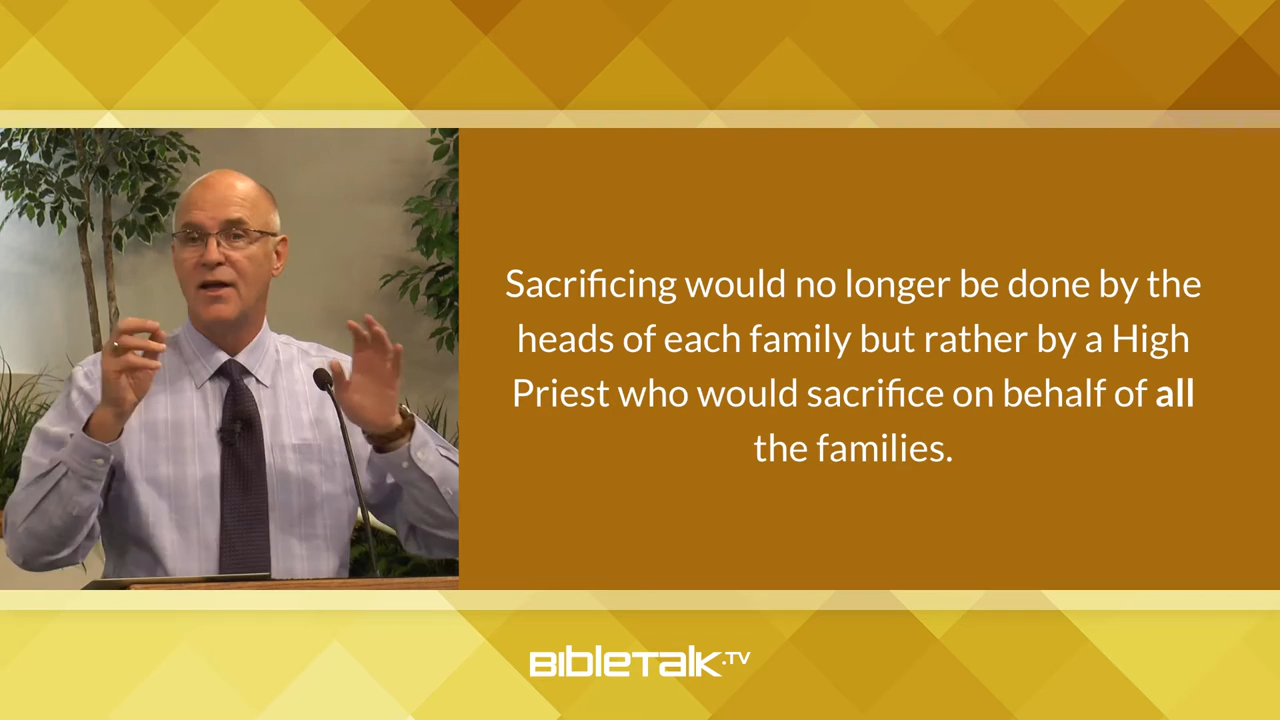 Sacrificing would no longer be done by the
heads of each family but rather by a High
Priest who would sacrifice on behalf of all
the families.
BibleTalk.TV